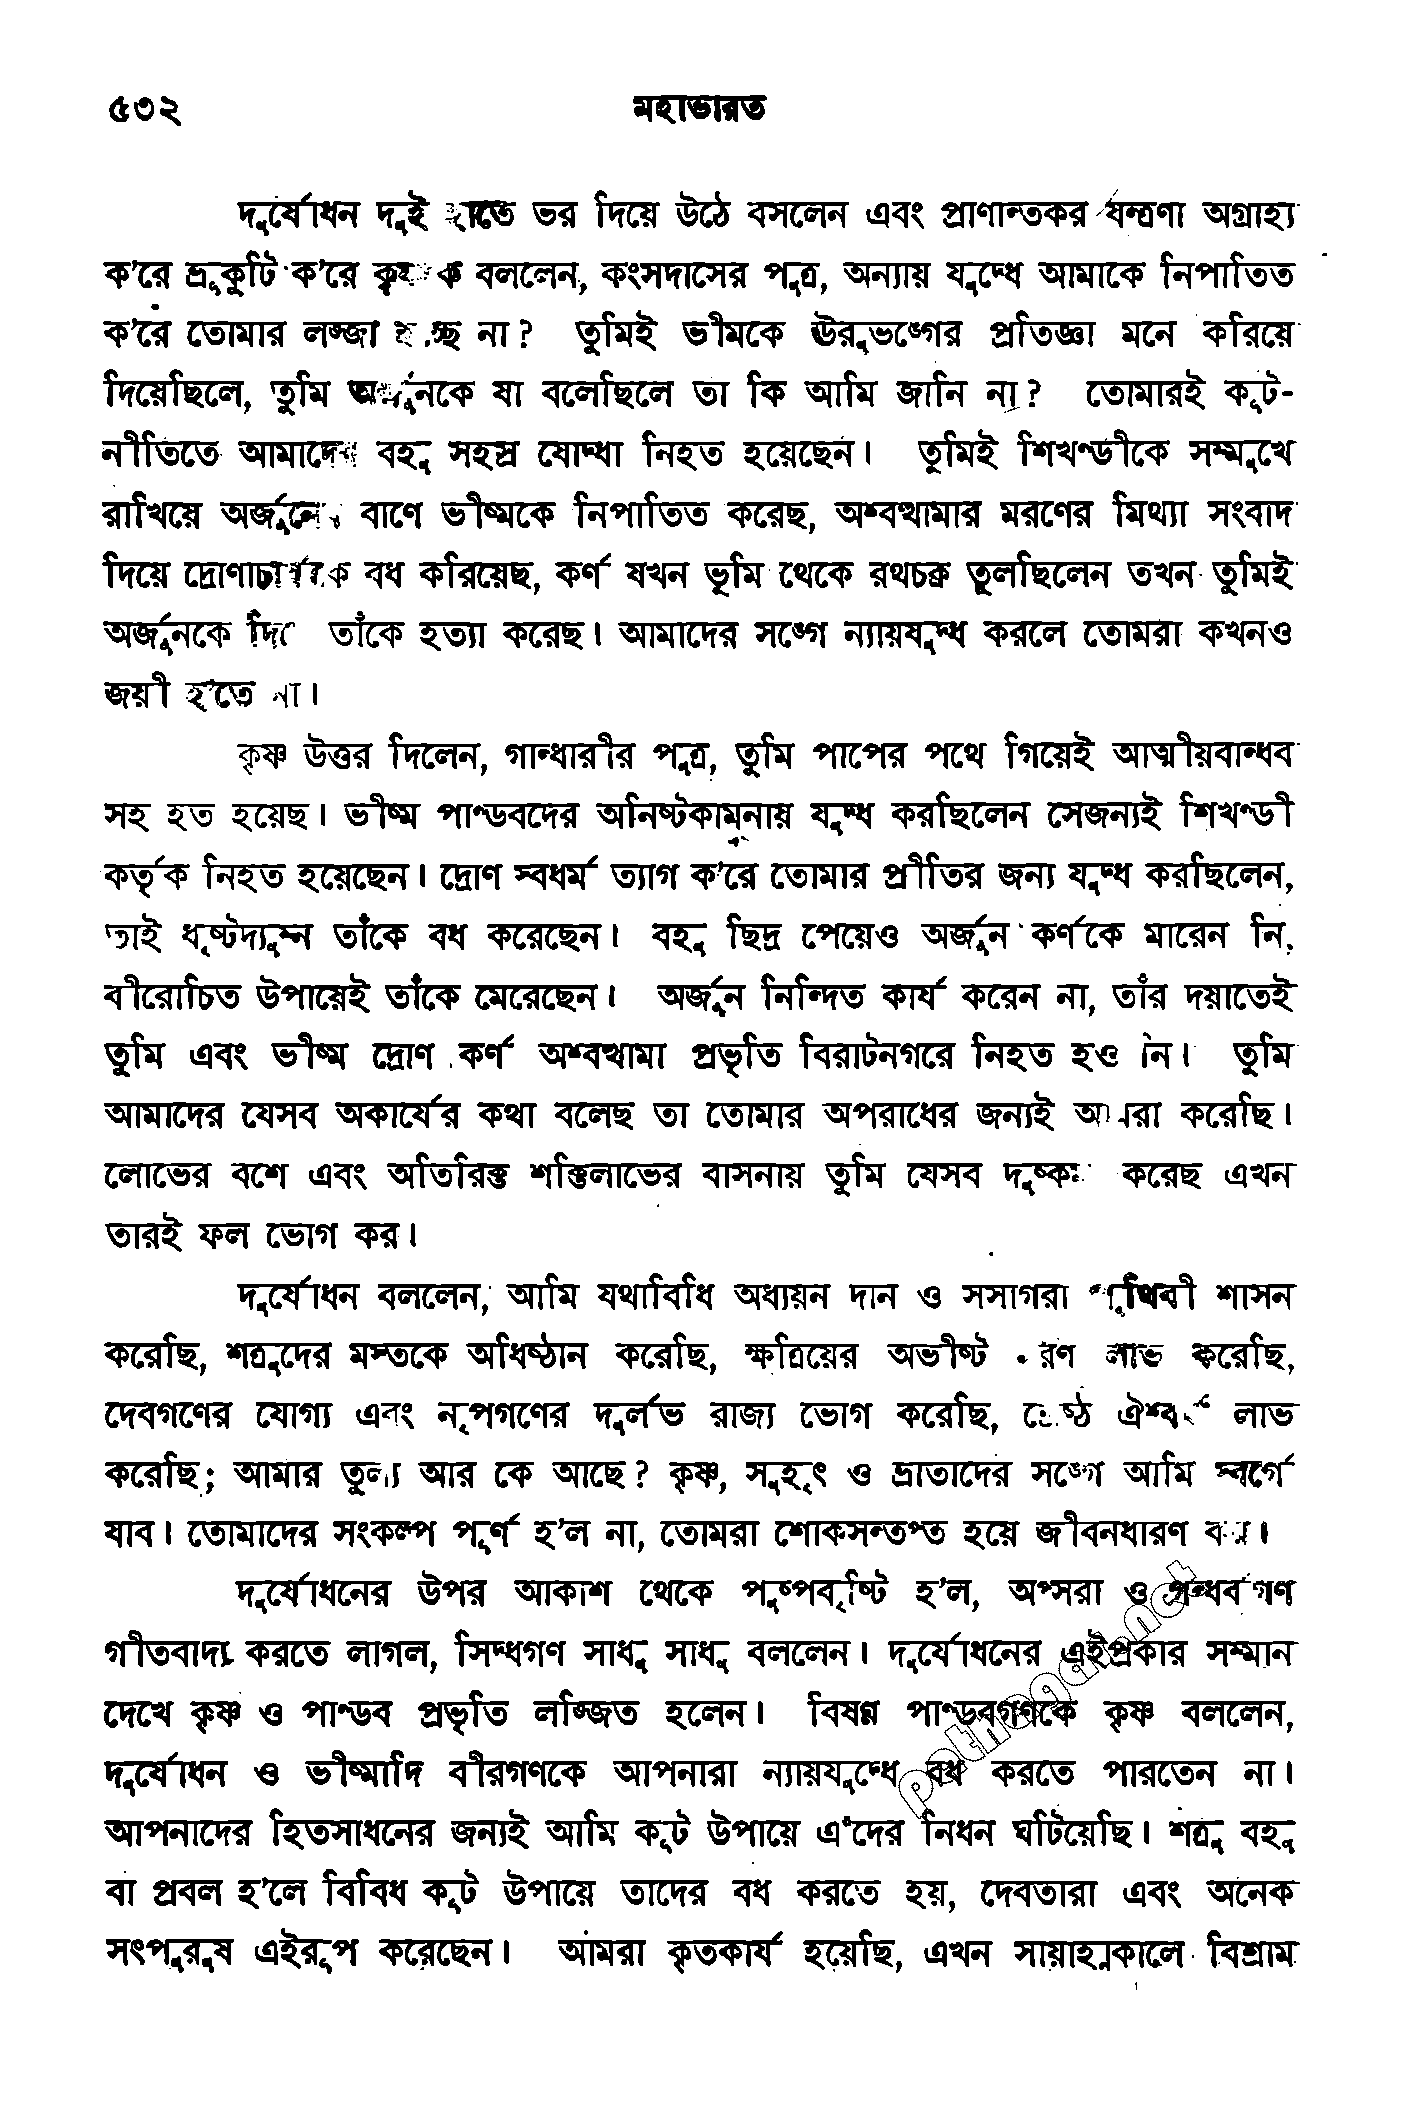 ৫৩২ মহাভারত
দুর্যোধন দুই হাতে ভর দিয়ে উঠে বসলেন এবং প্রাণান্তকর যন্ত্রণা অগ্রাহ্য
ক'রে ভ্রূকুটি ক'রে কৃষ্ণকে বললেন, কংসদাসের পুত্র, অন্যায় যুদ্ধে আমাকে নিপাতিত
ক'রে তোমার লজ্জা হচ্ছে না? তুমিই ভীমকে ঊরুভঙ্গের প্রতিজ্ঞা মনে করিয়ে
দিয়েছিলে, তুমি অর্জুনকে যা বলেছিলে তা কি আমি জানি না? তোমারই কূট-
নীতিতে আমাদের বহু সহস্র যোদ্ধা নিহত হয়েছেন। তুমিই শিখণ্ডীকে সম্মুখে
রাখিয়ে অর্জুনের বাণে ভীষ্মকে নিপাতিত করেছ, অশ্বত্থামার মরণের মিথ্যা সংবাদ
দিয়ে দ্রোণাচার্যকে বধ করিয়েছ, কর্ণ যখন ভূমি থেকে রথচক্র তুলছিলেন তখন তুমিই
অর্জুনকে দিয়ে তাঁকে হত্যা করেছ। আমাদের সঙ্গে ন্যায়যুদ্ধ করলে তোমরা কখনও
জয়ী হ'তে না।
কৃষ্ণ উত্তর দিলেন, গান্ধারীর পুত্র, তুমি পাপের পথে গিয়েই আত্মীয়বান্ধব
সহ হত হয়েছ। ভীষ্ম পাণ্ডবদের অনিষ্টকামনায় যুদ্ধ করছিলেন সেজন্যই শিখণ্ডী
কর্তৃক নিহত হয়েছেন। দ্রোণ স্বধর্ম ত্যাগ ক'রে তোমার প্রীতির জন্য যুদ্ধ করছিলেন,
তাই ধৃষ্টদ্যুম্ন তাঁকে বধ করেছেন। বহু ছিদ্র পেয়েও অর্জুন কর্ণকে মারেন নি,
বীরোচিত উপায়েই তাঁকে মেরেছেন। অর্জুন নিন্দিত কার্য করেন না, তাঁর দয়াতেই
তুমি এবং ভীষ্ম দ্রোণ কর্ণ অশ্বত্থামা প্রভৃতি বিরাটনগরে নিহত হও নি। তুমি
আমাদের যেসব অকার্যের কথা বলেছ তা তোমার অপরাধের জন্যই আমরা করেছি।
লোভের বশে এবং অতিরিক্ত শক্তিলাভের বাসনায় তুমি যেসব দুষ্কর্ম করেছ এখন
তারই ফল ভোগ কর।
দুর্যোধন বললেন, আমি যথাবিধি অধ্যয়ন দান ও সসাগরা পৃথিবী শাসন
করেছি, শত্রুদের মস্তকে অধিষ্ঠান করেছি, ক্ষত্রিয়ের অভীষ্ট মরণ লাভ করেছি,
দেবগণের যোগ্য এবং নৃপগণের দুর্লভ রাজ্য ভোগ করেছি, শ্রেষ্ঠ ঐশ্বর্য লাভ
করেছি; আমার তুল্য আর কে আছে? কৃষ্ণ, সুহৃৎ ও ভ্রাতাদের সঙ্গে আমি স্বর্গে
যাব। তোমাদের সংকল্প পূর্ণ হ'ল না, তোমরা শোকসন্তপ্ত হয়ে জীবনধারণ কর।
দুর্যোধনের উপর আকাশ থেকে পুষ্পবৃষ্টি হ'ল, অপ্সরা ও গন্ধর্বগণ
গীতবাদ্য করতে লাগল, সিদ্ধগণ সাধু সাধু বললেন। দুর্যোধনের এইপ্রকার সম্মান
দেখে কৃষ্ণ ও পাণ্ডব প্রভৃতি লজ্জিত হলেন। বিষণ্ণ পাণ্ডবগণকে কৃষ্ণ বললেন,
দুর্যোধন ও ভীষ্মাদি বীরগণকে আপনারা ন্যায়যুদ্ধে বধ করতে পারতেন না।
আপনাদের হিতসাধনের জন্যই আমি কূট উপায়ে এঁদের নিধন ঘটিয়েছি। শত্রু বহু
বা প্রবল হ'লে বিবিধ কূট উপায়ে তাদের বধ করতে হয়, দেবতারা এবং অনেক
সৎপুরুষ এইরূপ করেছেন। আমরা কৃতকার্য হয়েছি, এখন সায়াহ্নকালে বিশ্রাম